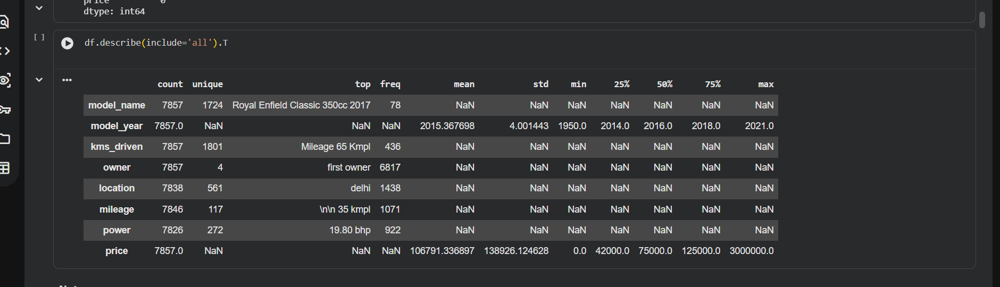 price 0
dtype: int64
[ ]
df.describe(include='all').T
count unique top freq mean std min 25% 50% 75% max
model_name 7857 1724 Royal Enfield Classic 350cc 2017 78 NaN NaN NaN NaN NaN NaN NaN
model_year 7857.0 NaN NaN NaN 2015.367698 4.001443 1950.0 2014.0 2016.0 2018.0 2021.0
kms_driven 7857 1801 Mileage 65 Kmpl 436 NaN NaN NaN NaN NaN NaN NaN
owner 7857 4 first owner 6817 NaN NaN NaN NaN NaN NaN NaN
location 7838 561 delhi 1438 NaN NaN NaN NaN NaN NaN NaN
mileage 7846 117 \n\n 35 kmpl 1071 NaN NaN NaN NaN NaN NaN NaN
power 7826 272 19.80 bhp 922 NaN NaN NaN NaN NaN NaN NaN
price 7857.0 NaN NaN NaN 106791.336897 138926.124628 0.0 42000.0 75000.0 125000.0 3000000.0